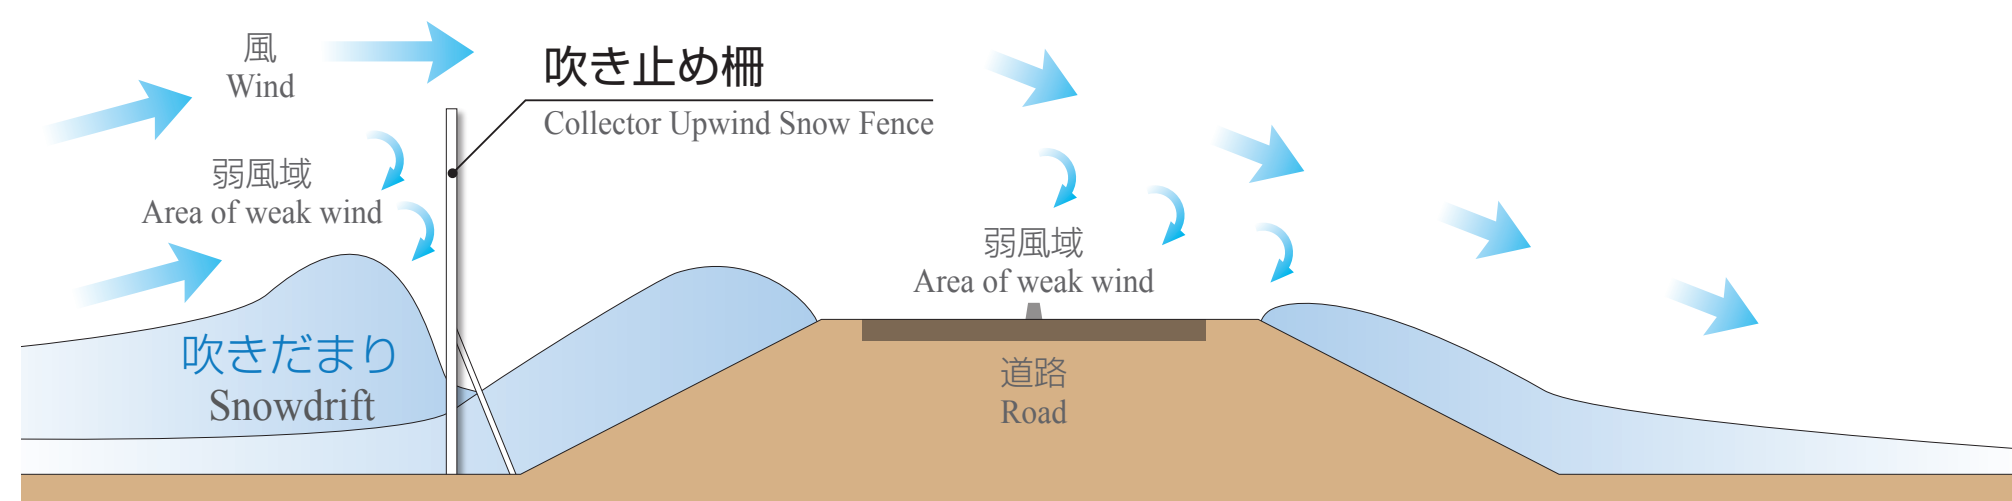 風
Wind
吹き止め柵
Collector Upwind Snow Fence
弱風域
Area of weak wind
吹きだまり
Snowdrift
弱風域
Area of weak wind
道路
Road